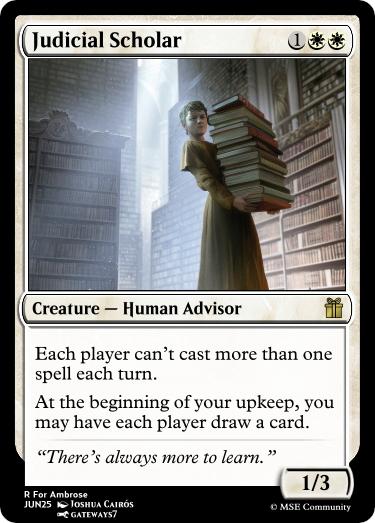 Judicial Scholar 1
Creature — Human Advisor
Each player can't cast more than one
spell each turn.
At the beginning of your upkeep, you
may have each player draw a card.
“There's always more to learn.”
1/3
R For Ambrose
JUN25 Joshua Cairós
gateways7
© MSE Community